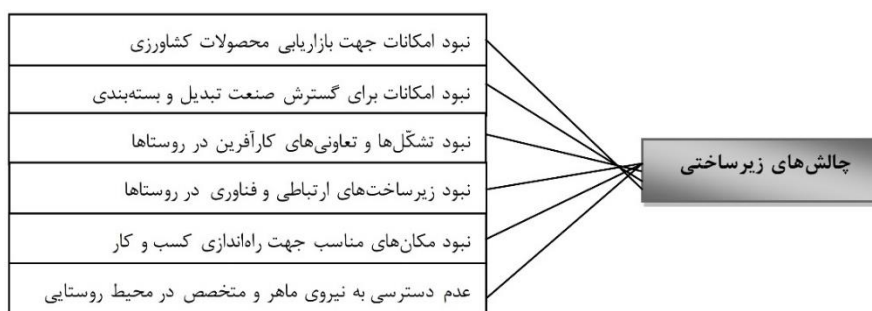 نبود امکانات جهت بازاریابی محصولات کشاورزی
نبود امکانات برای گسترش صنعت تبدیل و بسته‌بندی
نبود تشکّل‌ها و تعاونی‌های کارآفرین در روستاها
نبود زیرساخت‌های ارتباطی و فناوری در روستاها
نبود مکان‌های مناسب جهت راه‌اندازی کسب و کار
عدم دسترسی به نیروی ماهر و متخصص در محیط روستایی
چالش‌های زیرساختی